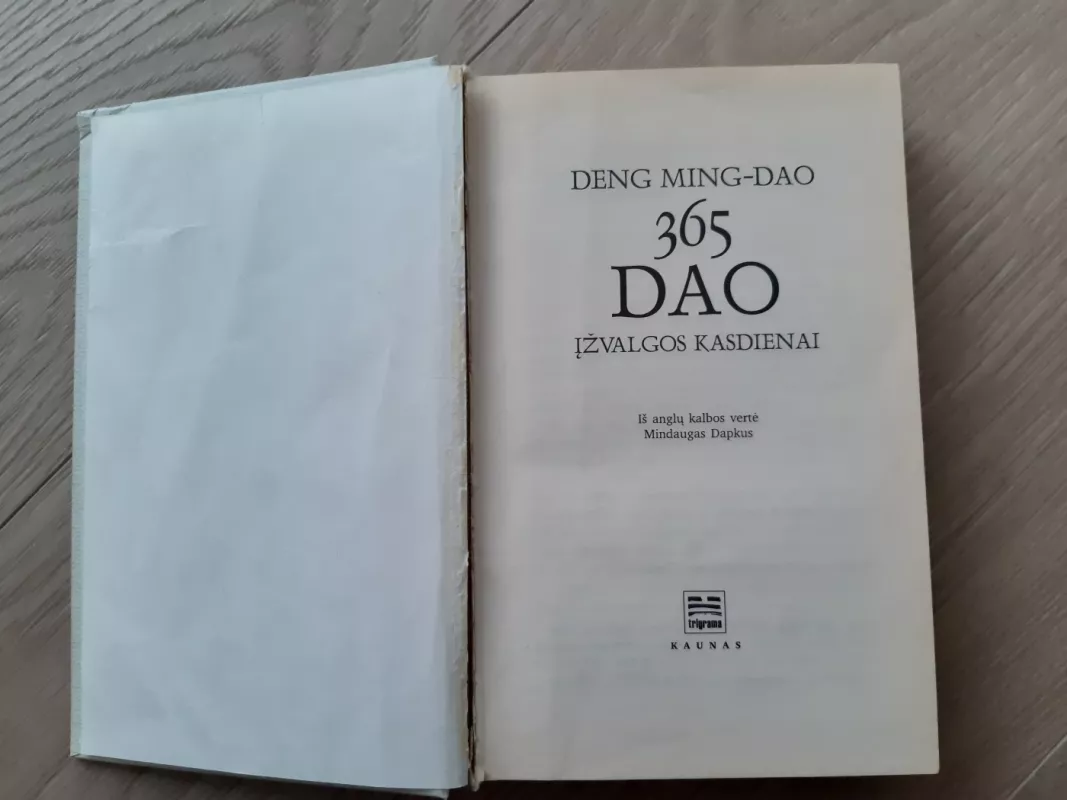 DENG MING-DAO
365
DAO
ĮŽVALGOS KASDIENAI
Iš anglų kalbos vertė
Mindaugas Dapkus
trigrama
KAUNAS